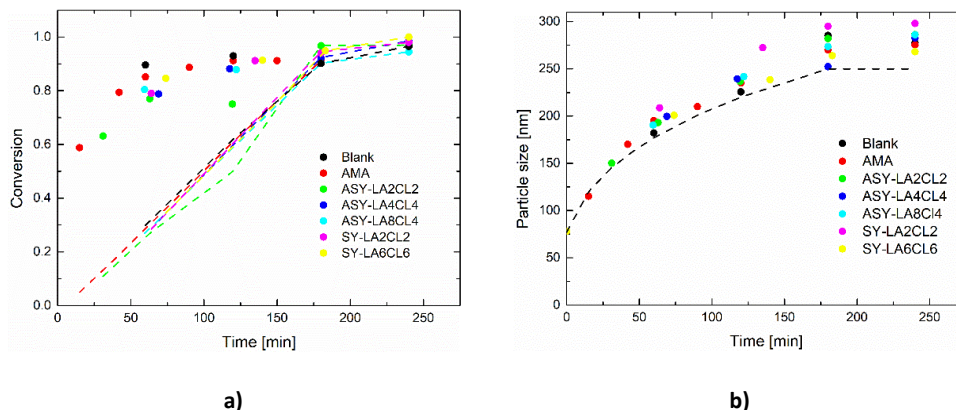 1.0
0.8
0.6
0.4
0.2
0.0
Conversion
0
50
100
150
200
250
Time [min]
Blank
AMA
ASY-LA2CL2
ASY-LA4CL4
ASY-LA8CL4
SY-LA2CL2
SY-LA6CL6
a)
300
250
200
150
100
50
0
Particle size [nm]
0
50
100
150
200
250
Time [min]
Blank
AMA
ASY-LA2CL2
ASY-LA4CL4
ASY-LA8Cl4
SY-LA2CL2
SY-LA6CL6
b)